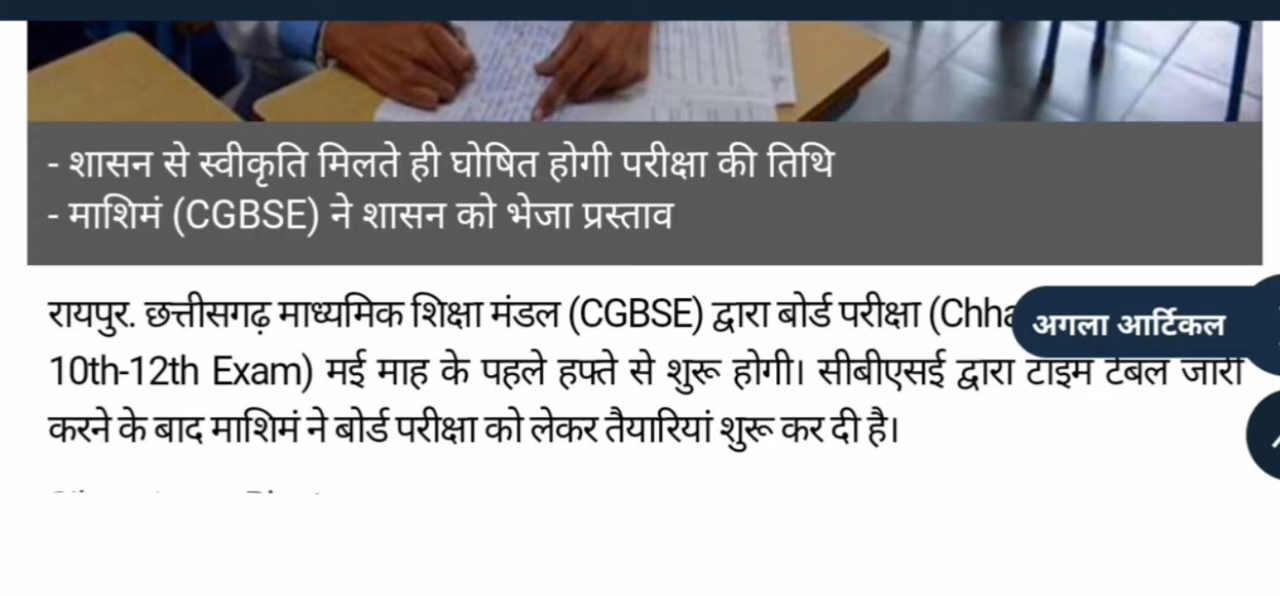 - शासन से स्वीकृति मिलते ही घोषित होगी परीक्षा की तिथि
- माशिमं (CGBSE) ने शासन को भेजा प्रस्ताव
रायपुर. छत्तीसगढ़ माध्यमिक शिक्षा मंडल (CGBSE) द्वारा बोर्ड परीक्षा
अगला आर्टिकल
10th-12th Exam) मई माह के पहले हफ्ते से शुरू होगी। सीबीएसई द्वारा टाइम टेबल जारी
करने के बाद माशिमं ने बोर्ड परीक्षा को लेकर तैयारियां शुरू कर दी है।